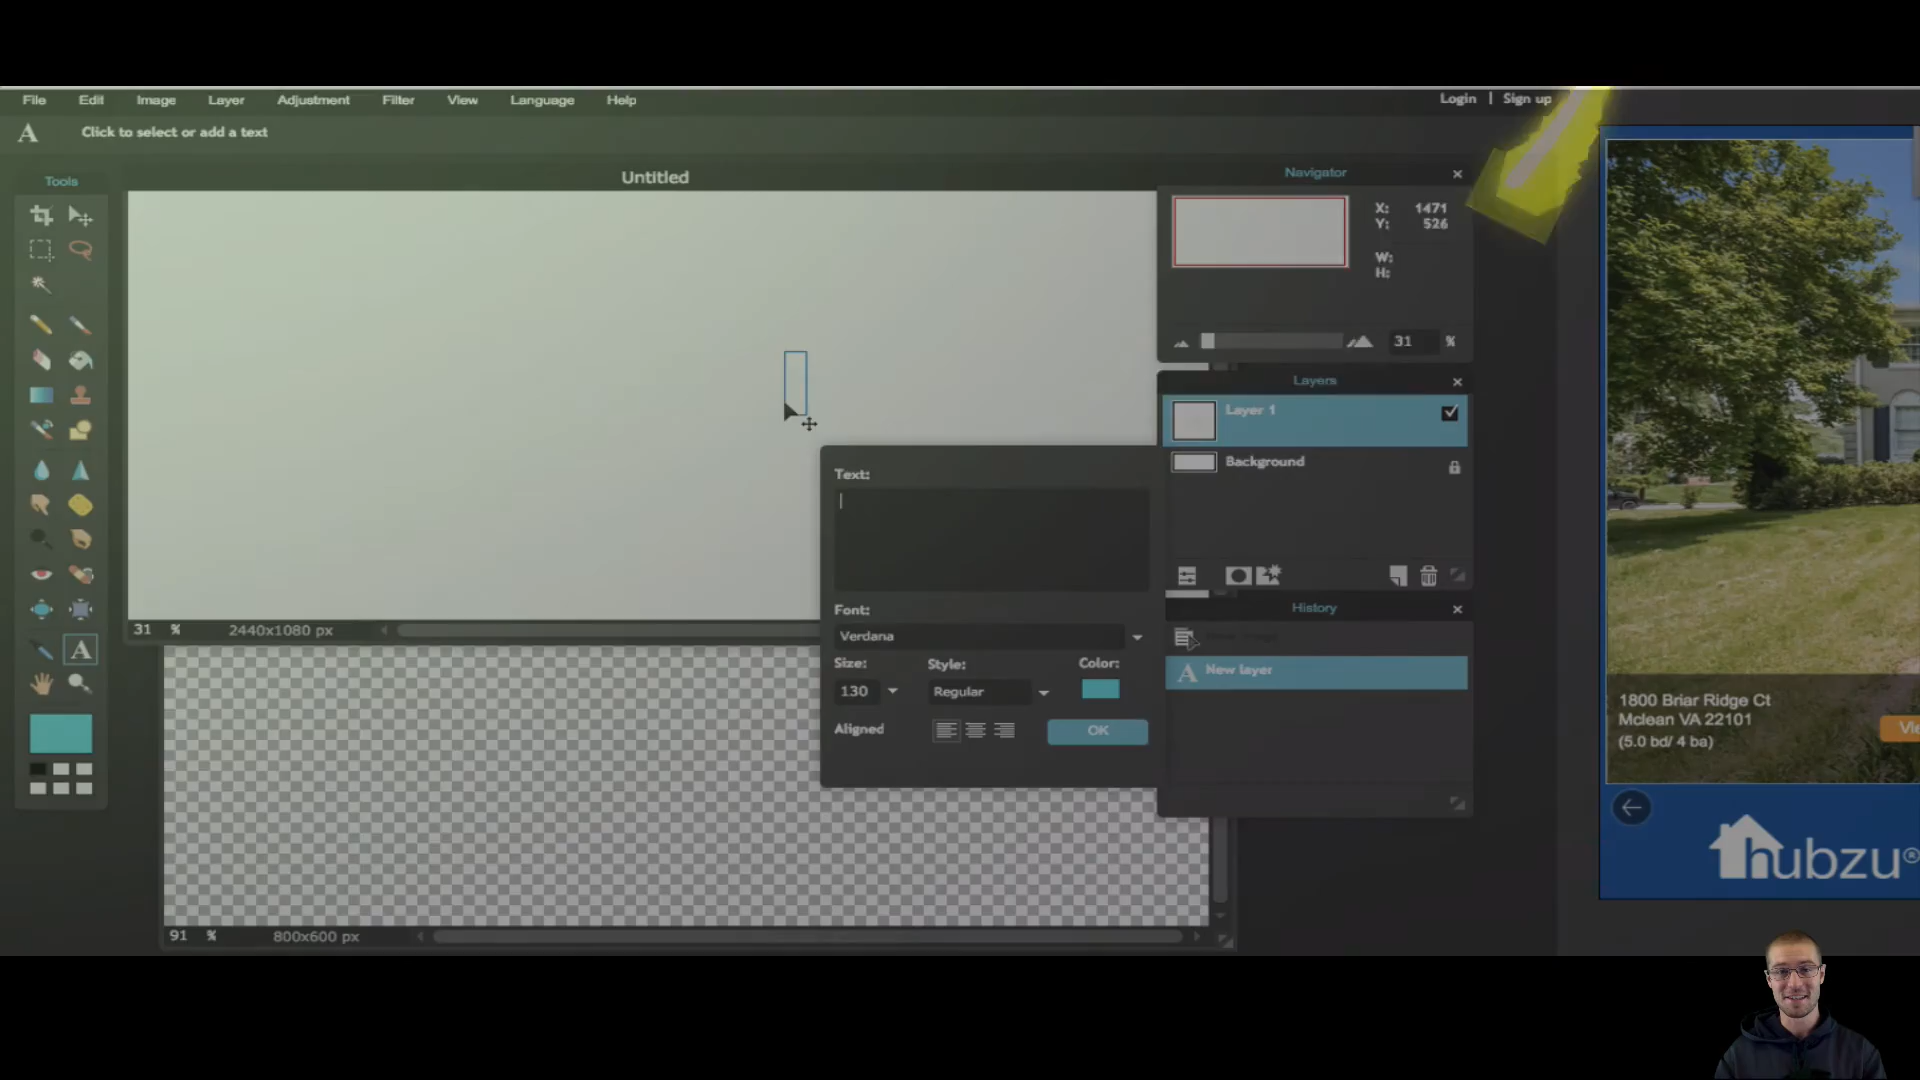 File Edit Image Layer Adjustment Filter View Language Help Login | Sign up
A Click to select or add a text
Tools
Untitled
Navigator
X: 1471
Y: 526
W:
H:
31 %
Layers
Layer 1
Background
Text:
Font:
Verdana
Size: Style: Color:
130 Regular
Aligned OK
History
A New layer
31 % 2440x1080 px
A
91 % 800x600 px
1800 Briar Ridge Ct
Mclean VA 22101
(5.0 bd/ 4 ba)
hubzu®